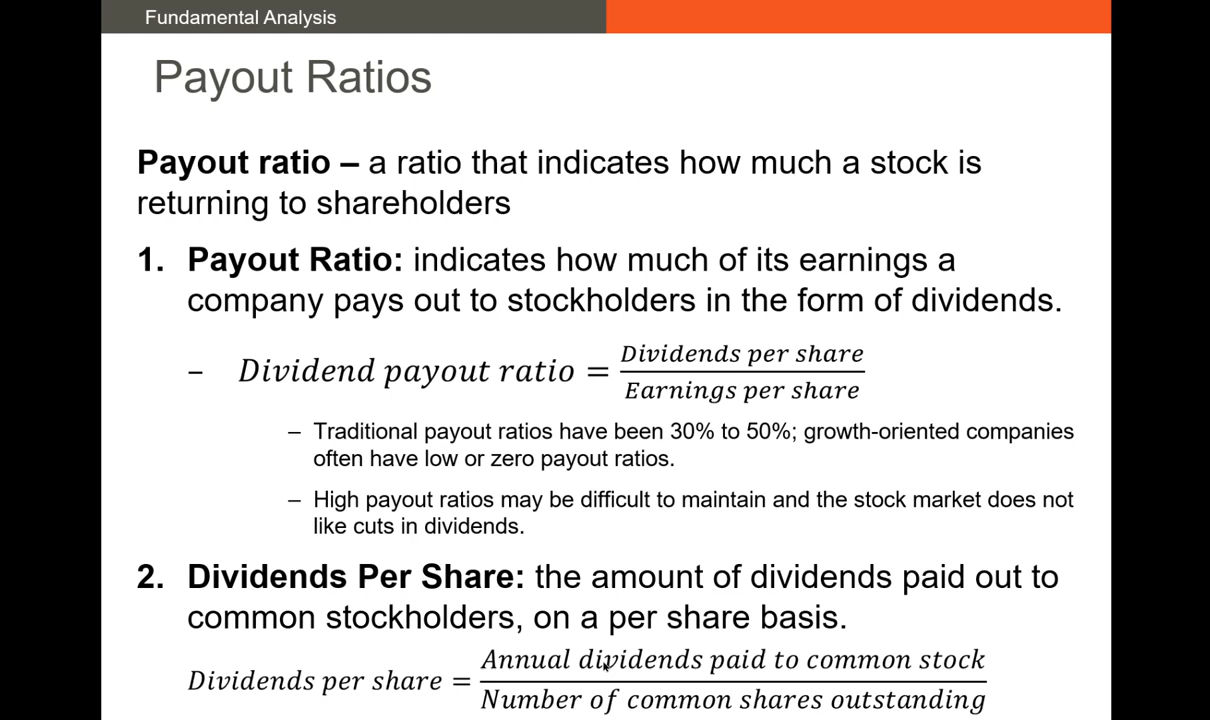 Fundamental Analysis
Payout Ratios
Payout ratio – a ratio that indicates how much a stock is
returning to shareholders
1. Payout Ratio: indicates how much of its earnings a
company pays out to stockholders in the form of dividends.
– Dividend payout ratio = Dividends per share / Earnings per share
– Traditional payout ratios have been 30% to 50%; growth-oriented companies
often have low or zero payout ratios.
– High payout ratios may be difficult to maintain and the stock market does not
like cuts in dividends.
2. Dividends Per Share: the amount of dividends paid out to
common stockholders, on a per share basis.
Dividends per share = Annual dividends paid to common stock / Number of common shares outstanding